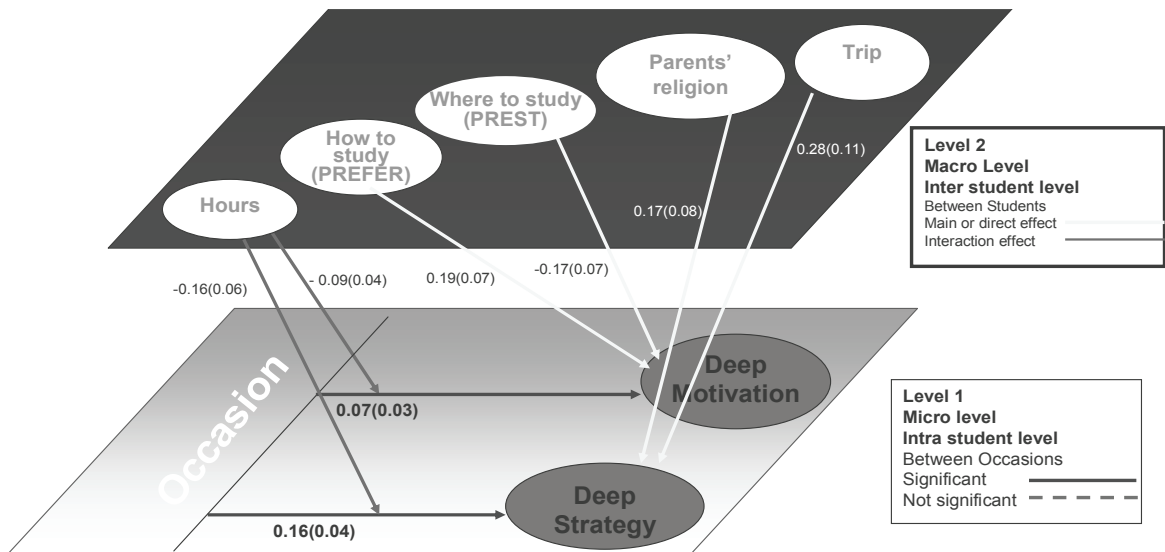 Trip
Parents'
religion
Where to study
(PREST)
How to
study
(PREFER)
Hours
0.28(0.11)
0.17(0.08)
-0.16(0.06)
- 0.09(0.04)
0.19(0.07)
-0.17(0.07)
Level 2
Macro Level
Inter student level
Between Students
Main or direct effect
Interaction effect
Occasion
Deep
Motivation
0.07(0.03)
Deep
Strategy
0.16(0.04)
Level 1
Micro level
Intra student level
Between Occasions
Significant
Not significant